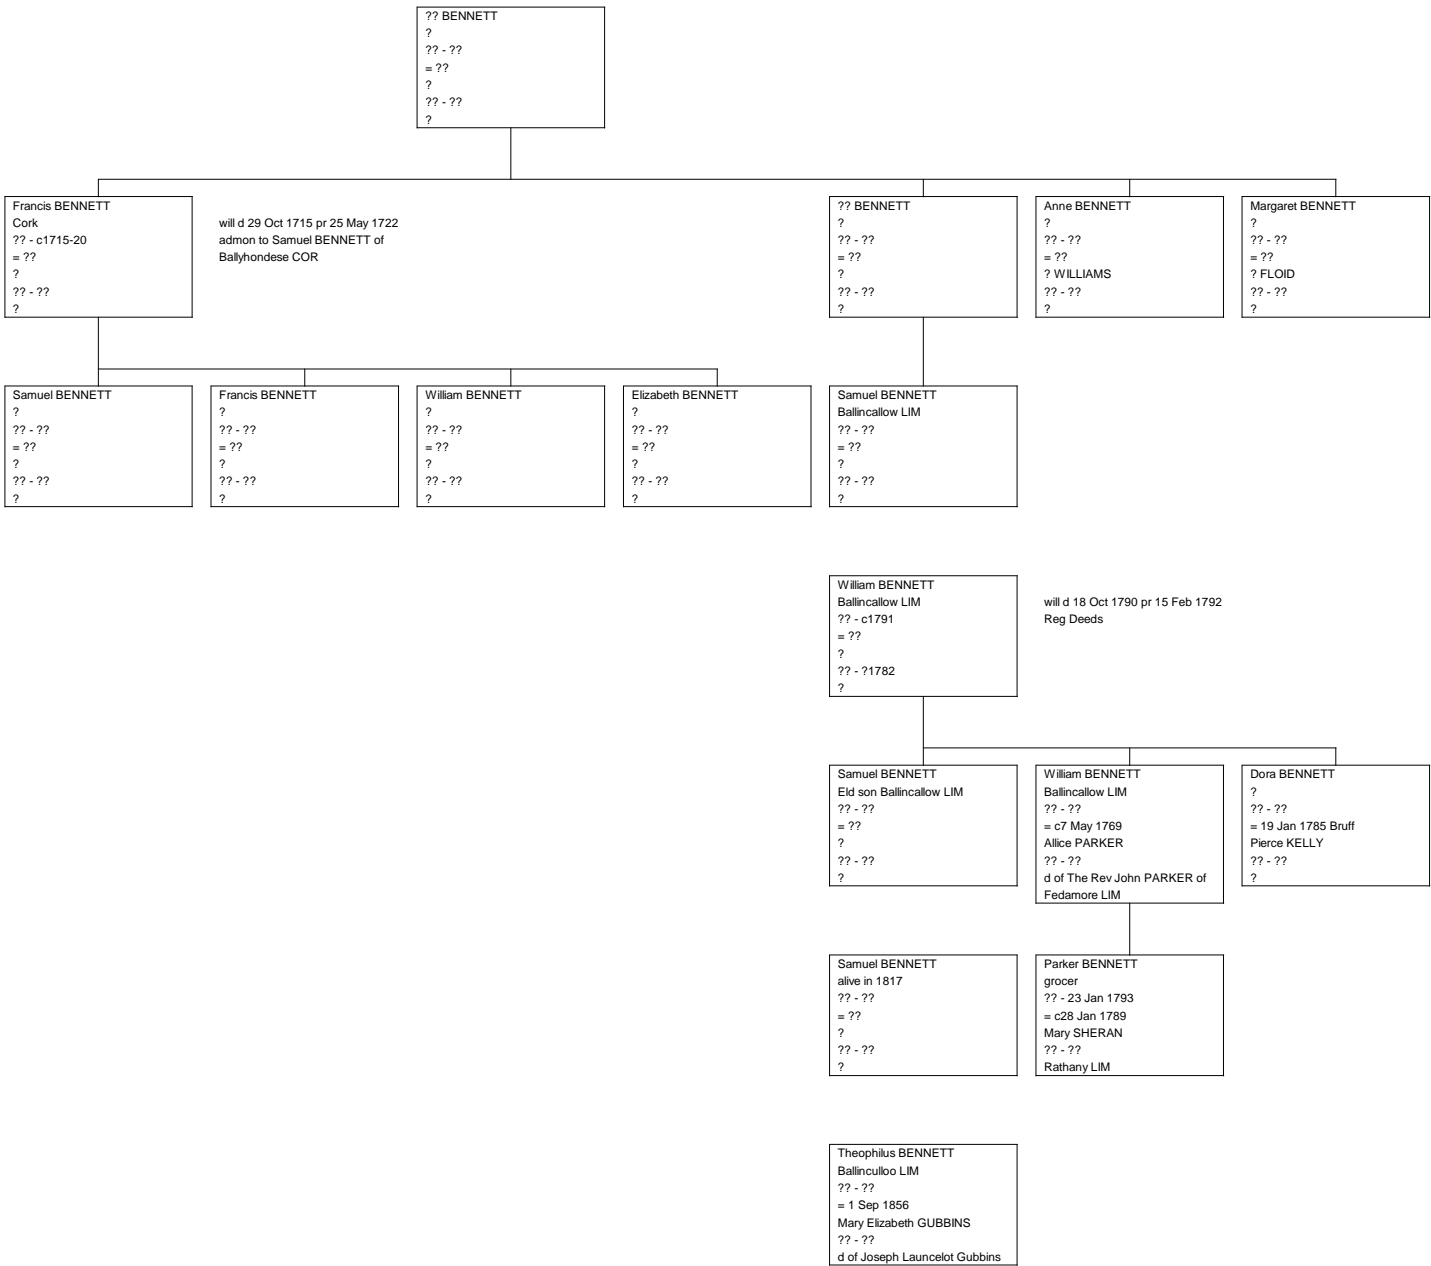 ?? BENNETT
?
?? - ??
= ??
?
?? - ??
?
Francis BENNETT
Cork
?? - c1715-20
= ??
?
?? - ??
?
will d 29 Oct 1715 pr 25 May 1722
admon to Samuel BENNETT of
Ballyhondese COR
?? BENNETT
?
?? - ??
= ??
?
?? - ??
?
Anne BENNETT
?
?? - ??
= ??
? WILLIAMS
?? - ??
?
Margaret BENNETT
?
?? - ??
= ??
? FLOID
?? - ??
?
Samuel BENNETT
?
?? - ??
= ??
?
?? - ??
?
Francis BENNETT
?
?? - ??
= ??
?
?? - ??
?
William BENNETT
?
?? - ??
= ??
?
?? - ??
?
Elizabeth BENNETT
?
?? - ??
= ??
?
?? - ??
?
Samuel BENNETT
Ballincallow LIM
?? - ??
= ??
?
?? - ??
?
William BENNETT
Ballincallow LIM
?? - c1791
= ??
?
?? - ?1782
?
will d 18 Oct 1790 pr 15 Feb 1792
Reg Deeds
Samuel BENNETT
Eld son Ballincallow LIM
?? - ??
= ??
?
?? - ??
?
William BENNETT
Ballincallow LIM
?? - ??
= c7 May 1769
Allice PARKER
?? - ??
d of The Rev John PARKER of
Fedamore LIM
Dora BENNETT
?
?? - ??
= 19 Jan 1785 Bruff
Pierce KELLY
?? - ??
?
Samuel BENNETT
alive in 1817
?? - ??
= ??
?
?? - ??
?
Parker BENNETT
grocer
?? - 23 Jan 1793
= c28 Jan 1789
Mary SHERAN
?? - ??
Rathany LIM
Theophilus BENNETT
Ballinculloo LIM
?? - ??
= 1 Sep 1856
Mary Elizabeth GUBBINS
?? - ??
d of Joseph Launcelot Gubbins